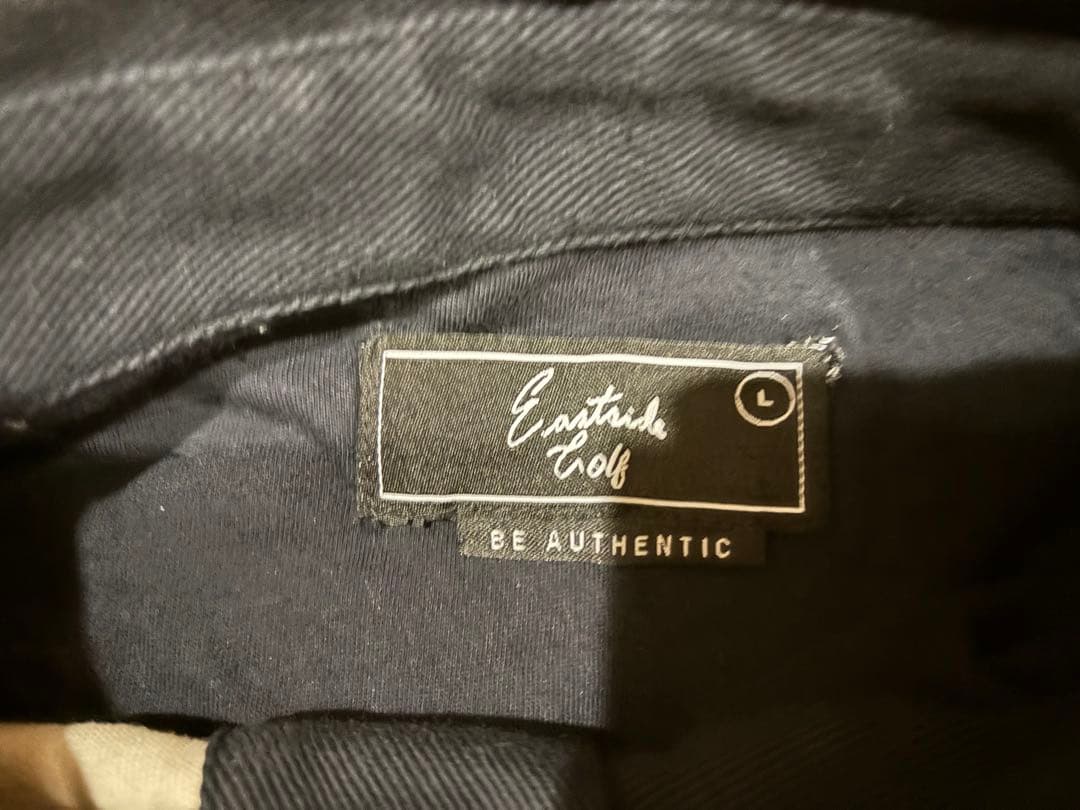 Eastside
Golf
L
BE AUTHENTIC